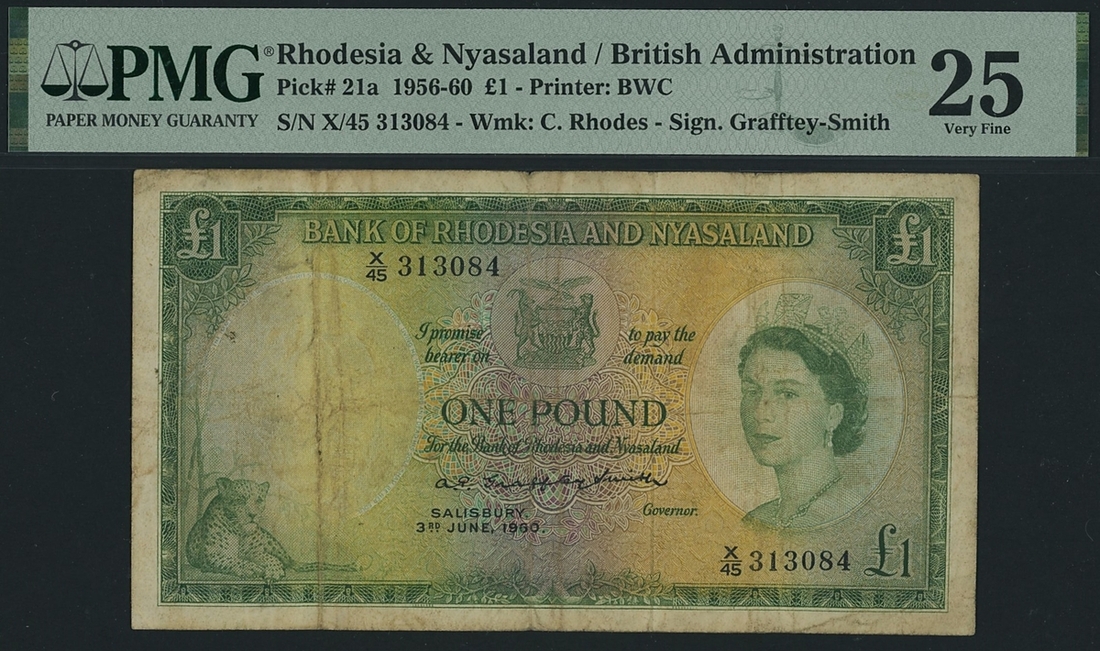 PMG® Rhodesia & Nyasaland / British Administration
Pick# 21a 1956-60 £1 - Printer: BWC
25
PAPER MONEY GUARANTY
S/N X/45 313084 - Wmk: C. Rhodes - Sign. Grafftey-Smith
Very Fine
£1
£1
BANK OF RHODESIA AND NYASALAND
X/45 313084
I promise to pay the
bearer on demand
ONE POUND
For the Bank of Rhodesia and Nyasaland
SALISBURY.
Governor.
3RD JUNE, 1960.
X/45 313084 £1